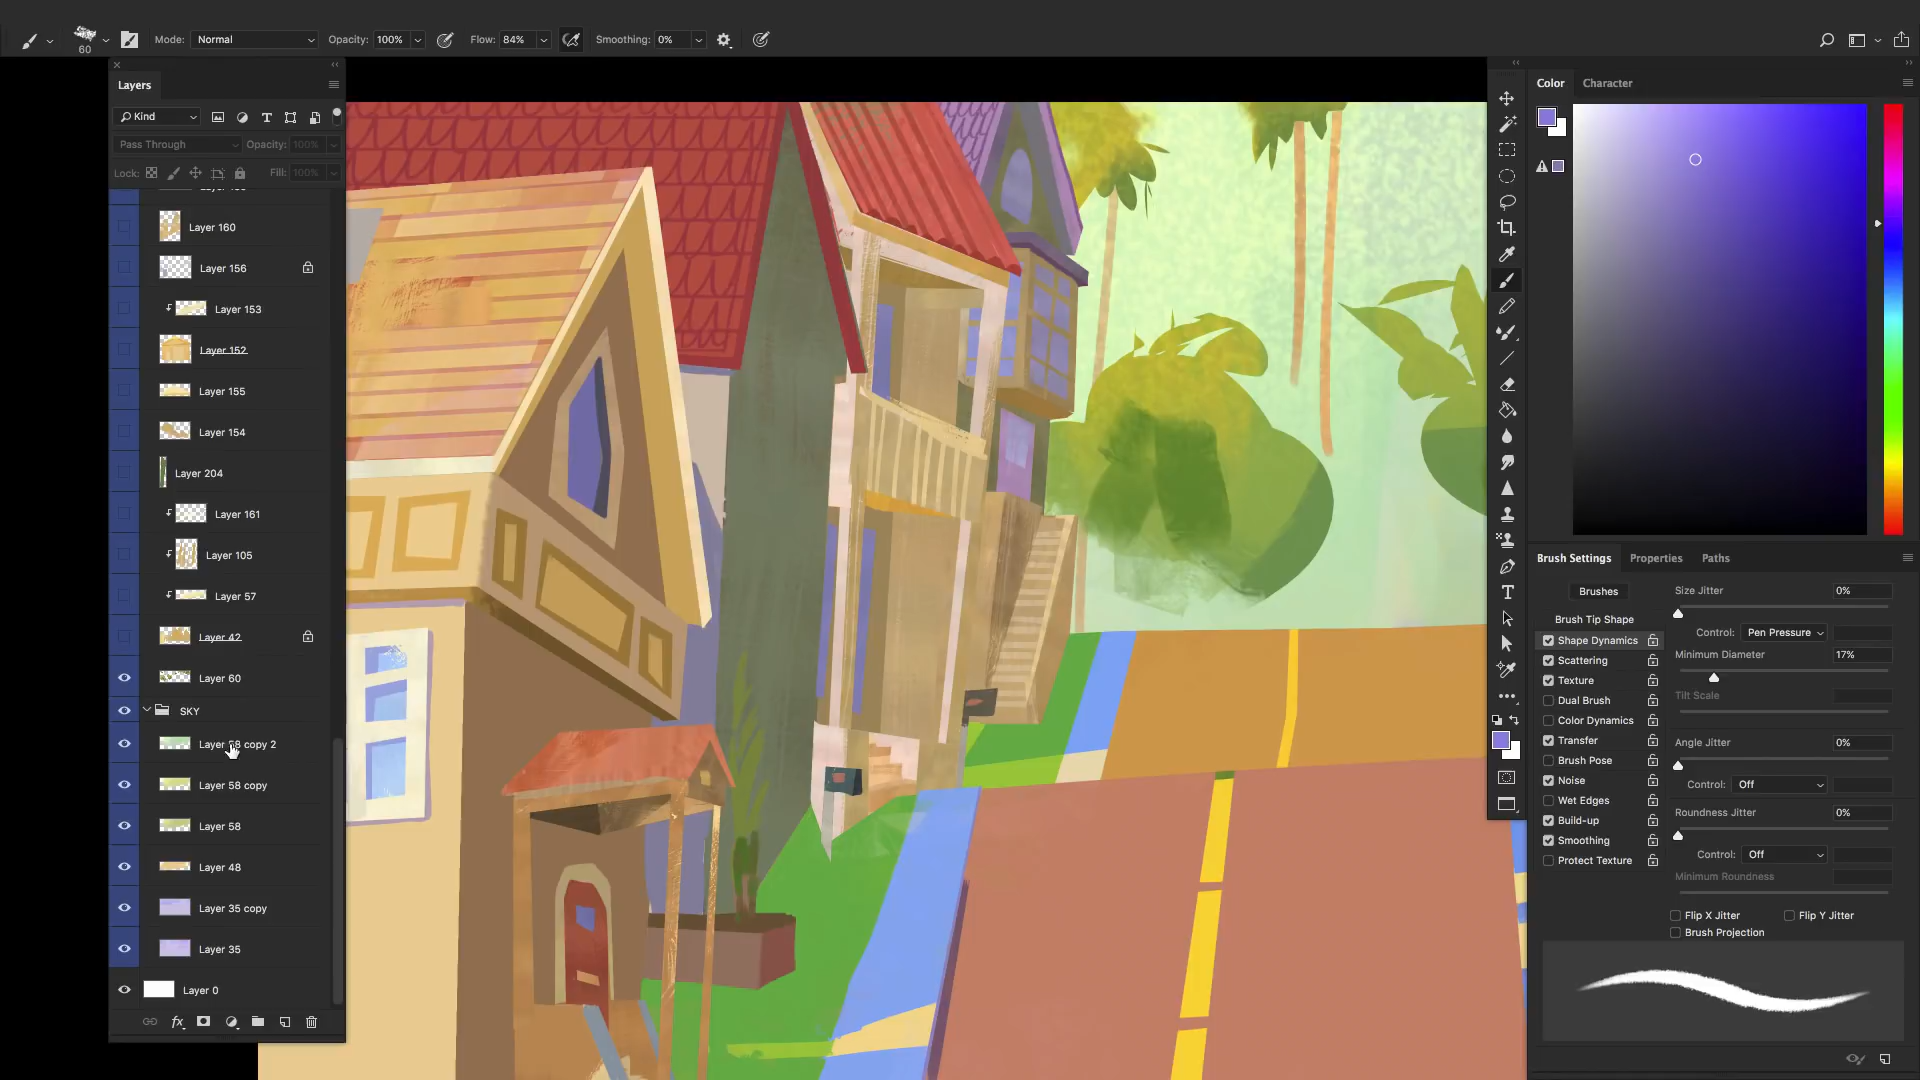 60
Mode: Normal
Opacity: 100%
Flow: 84%
Smoothing: 0%
Layers
Kind
Pass Through
Opacity: 100%
Lock:
Fill: 100%
Layer 160
Layer 156
Layer 153
Layer 152
Layer 155
Layer 154
Layer 204
Layer 161
Layer 105
Layer 57
Layer 42
Layer 60
SKY
Layer 58 copy 2
Layer 58 copy
Layer 58
Layer 48
Layer 35 copy
Layer 35
Layer 0
fx
Color
Character
Brush Settings
Properties
Paths
Brushes
Brush Tip Shape
Shape Dynamics
Scattering
Texture
Dual Brush
Color Dynamics
Transfer
Brush Pose
Noise
Wet Edges
Build-up
Smoothing
Protect Texture
Size Jitter
0%
Control: Pen Pressure
Minimum Diameter
17%
Tilt Scale
Angle Jitter
0%
Control: Off
Roundness Jitter
0%
Control: Off
Minimum Roundness
Flip X Jitter
Flip Y Jitter
Brush Projection